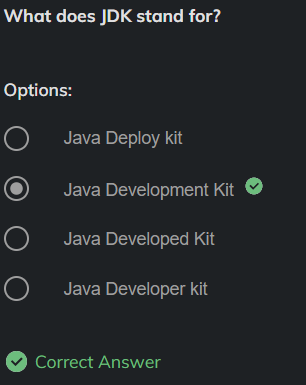 What does JDK stand for?
Options:
Java Deploy kit
Java Development Kit
Java Developed Kit
Java Developer kit
Correct Answer